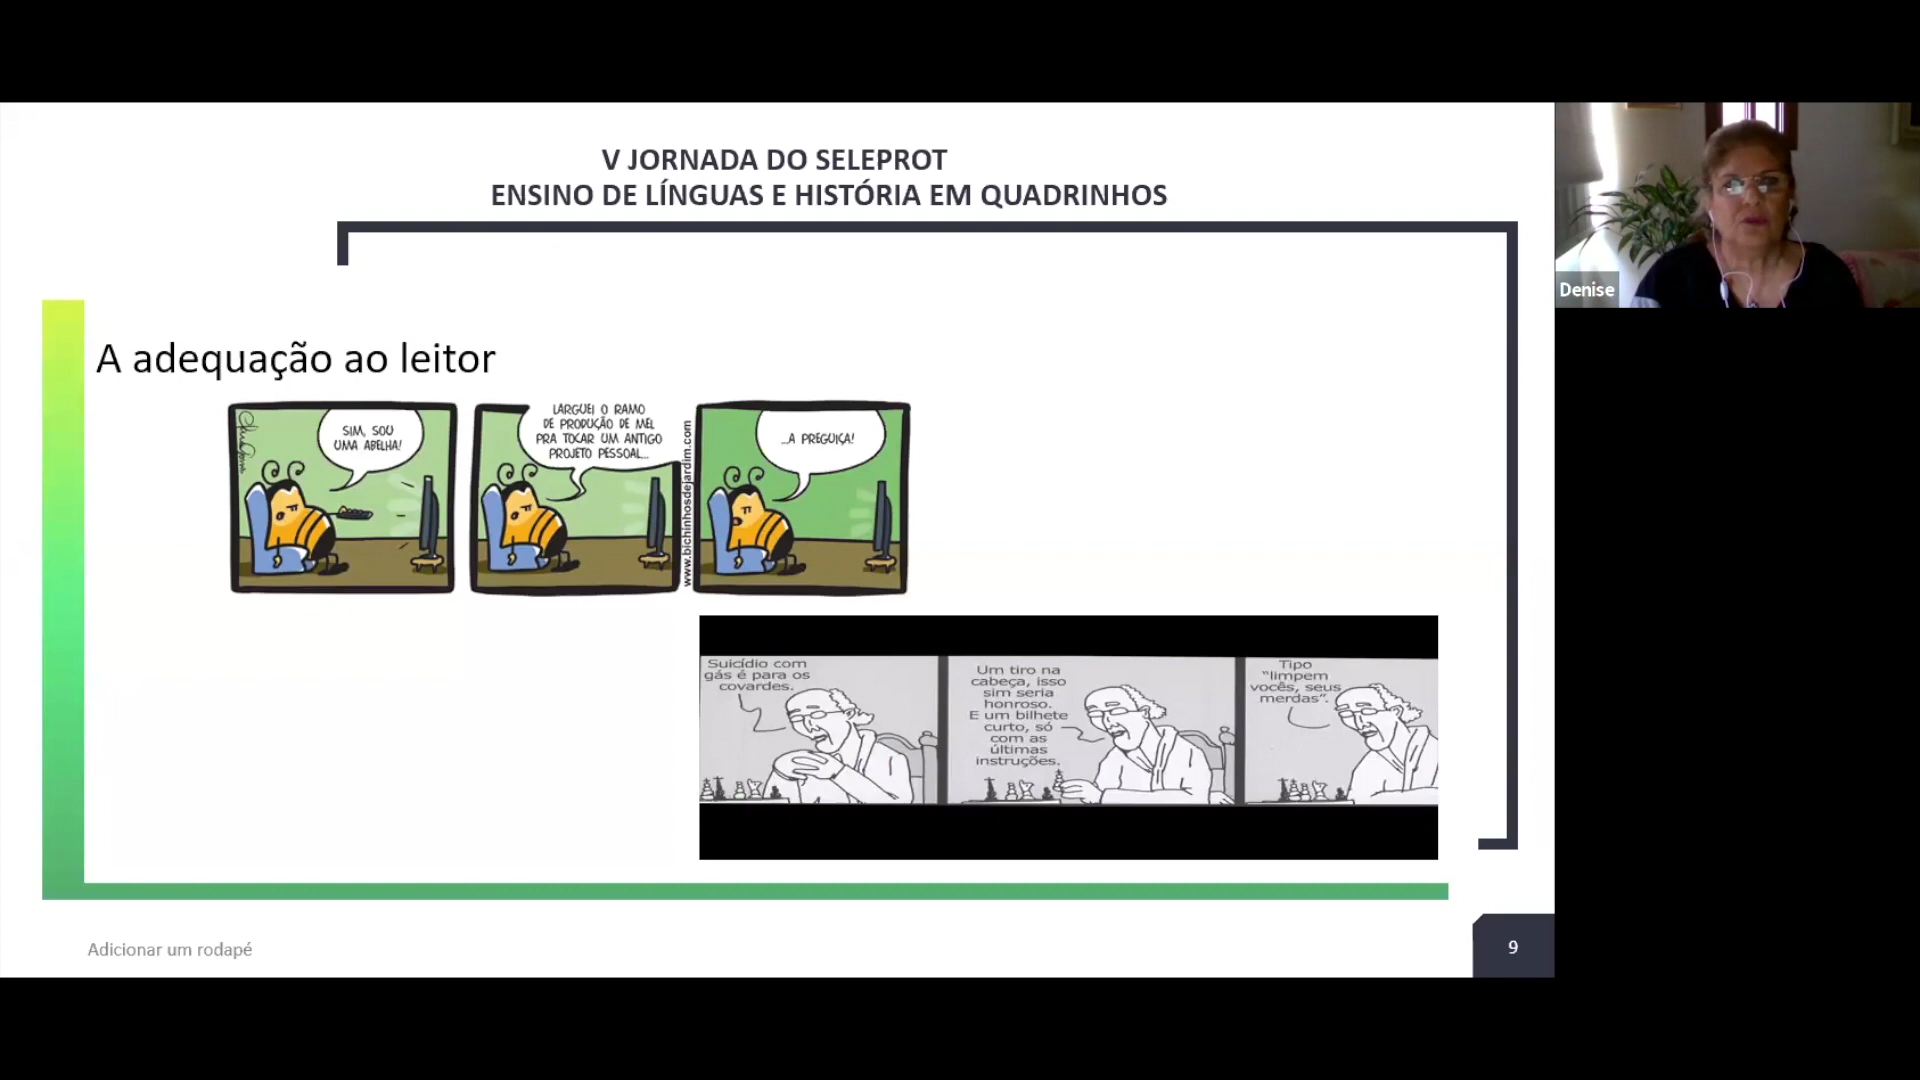 V JORNADA DO SELEPROT
ENSINO DE LÍNGUAS E HISTÓRIA EM QUADRINHOS
Denise
A adequação ao leitor
SIM, SOU
UMA ABELHA!
LARGUEI O RAMO
DE PRODUÇÃO DE MEL
PRA TOCAR UM ANTIGO
PROJETO PESSOAL...
www.bichinhosdejardim.com
...A PREGUIÇA!
Suicídio com
gás é para os
covardes.
Um tiro na
cabeça, isso
sim seria
honroso.
E um bilhete
curto, só
com as
últimas
instruções.
Tipo
"limpem
vocês, seus
merdas".
Adicionar um rodapé
9